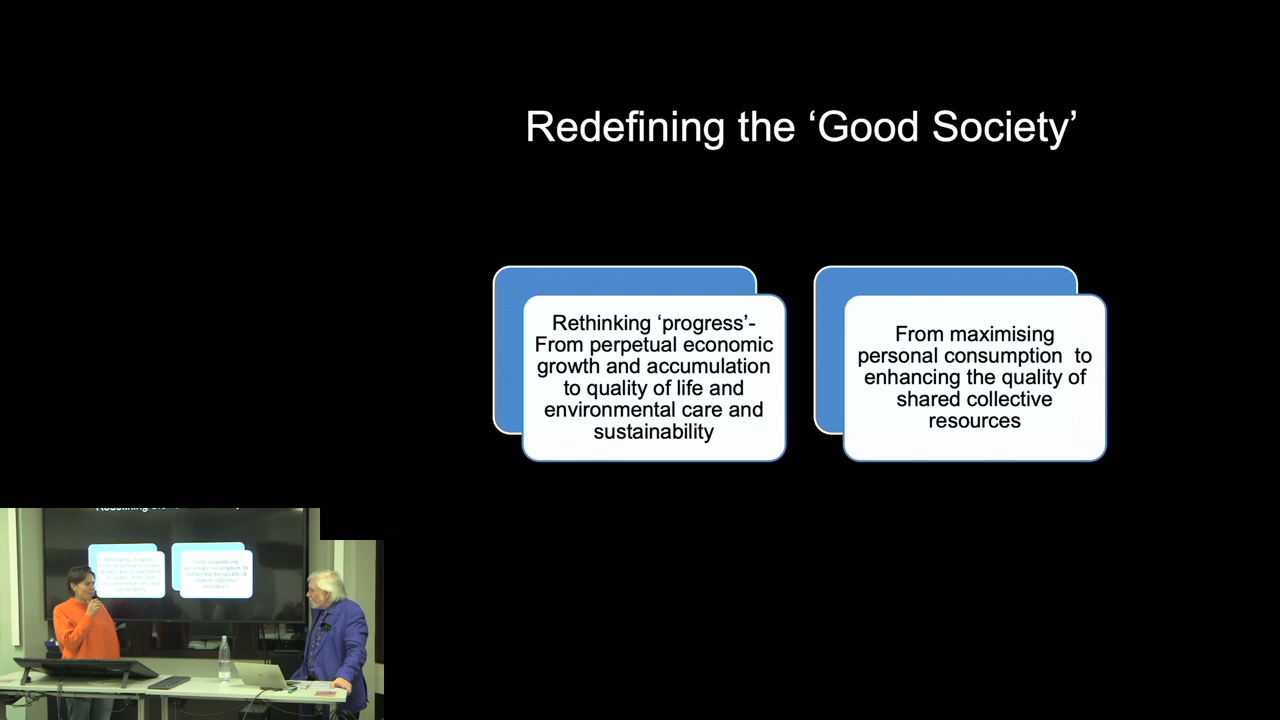 Redefining the ‘Good Society’
Rethinking ‘progress’-
From perpetual economic
growth and accumulation
to quality of life and
environmental care and
sustainability
From maximising
personal consumption to
enhancing the quality of
shared collective
resources